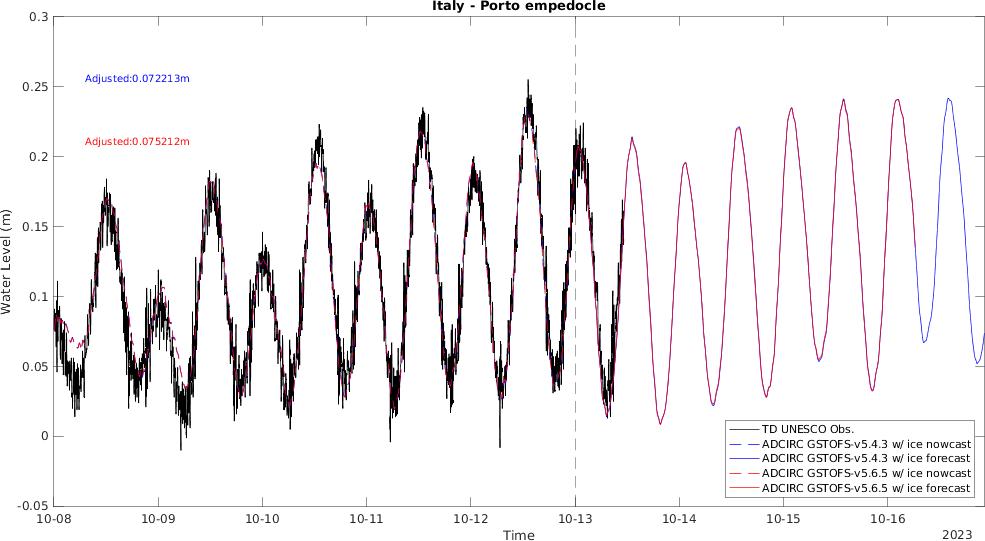 Italy - Porto empedocle
0.3
0.25
0.2
0.15
0.1
0.05
0
-0.05
Water Level (m)
Adjusted:0.072213m
Adjusted:0.075212m
TD UNESCO Obs.
ADCIRC GSTOFS-v5.4.3 w/ ice nowcast
ADCIRC GSTOFS-v5.4.3 w/ ice forecast
ADCIRC GSTOFS-v5.6.5 w/ ice nowcast
ADCIRC GSTOFS-v5.6.5 w/ ice forecast
10-08 10-09 10-10 10-11 10-12 10-13 10-14 10-15 10-16
Time
2023